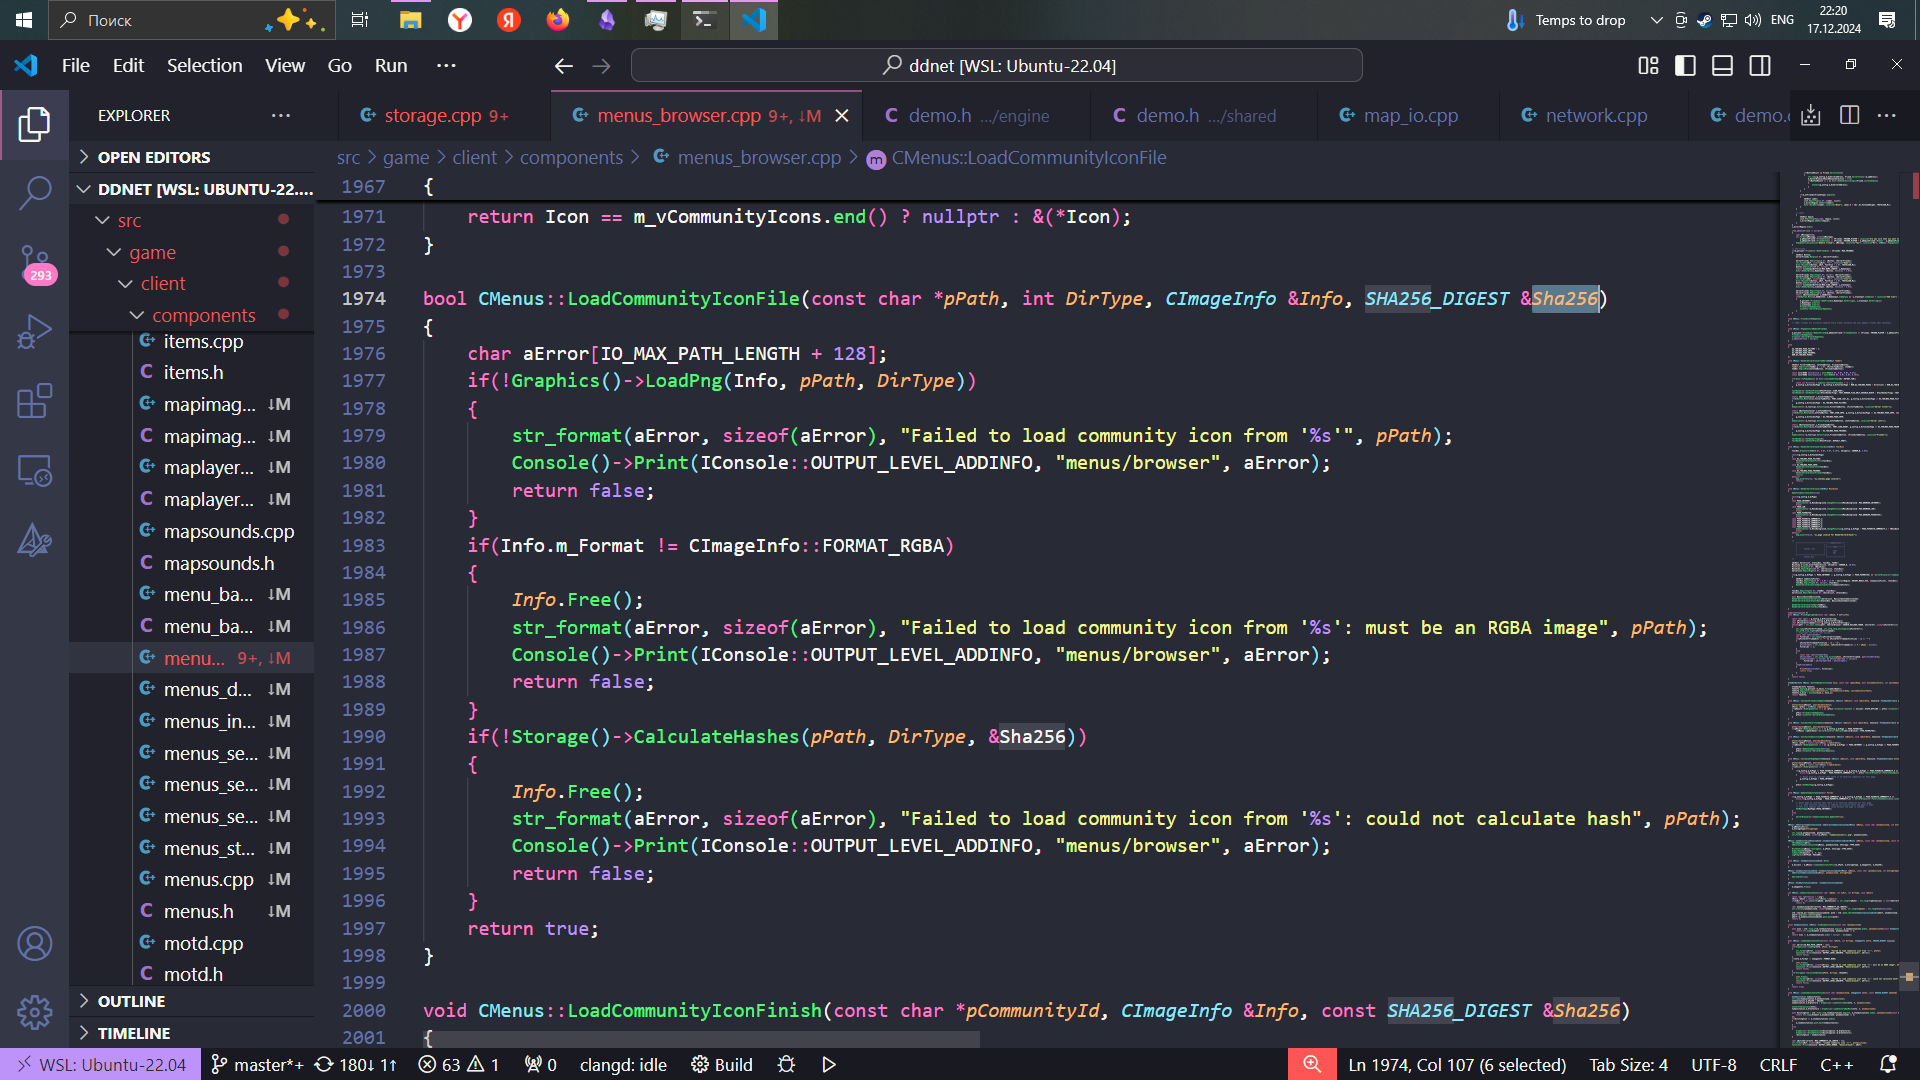 Поиск
Temps to drop
ENG
22:20
17.12.2024
File Edit Selection View Go Run ···
ddnet [WSL: Ubuntu-22.04]
EXPLORER ···
storage.cpp 9+
menus_browser.cpp 9+, ↓M
demo.h .../engine
demo.h .../shared
map_io.cpp
network.cpp
demo.c
···
src > game > client > components > menus_browser.cpp > CMenus::LoadCommunityIconFile
OPEN EDITORS
DDNET [WSL: UBUNTU-22....
src
game
client
components
items.cpp
items.h
mapimag... ↓M
mapimag... ↓M
maplayer... ↓M
maplayer... ↓M
mapsounds.cpp
mapsounds.h
menu_ba... ↓M
menu_ba... ↓M
menu... 9+, ↓M
menus_d... ↓M
menus_in... ↓M
menus_se... ↓M
menus_se... ↓M
menus_se... ↓M
menus_st... ↓M
menus.cpp ↓M
menus.h ↓M
motd.cpp
motd.h
OUTLINE
TIMELINE
293
1967 {
1971 return Icon == m_vCommunityIcons.end() ? nullptr : &(*Icon);
1972 }
1973
1974 bool CMenus::LoadCommunityIconFile(const char *pPath, int DirType, CImageInfo &Info, SHA256_DIGEST &Sha256)
1975 {
1976 char aError[IO_MAX_PATH_LENGTH + 128];
1977 if(!Graphics()->LoadPng(Info, pPath, DirType))
1978 {
1979 str_format(aError, sizeof(aError), "Failed to load community icon from '%s'", pPath);
1980 Console()->Print(IConsole::OUTPUT_LEVEL_ADDINFO, "menus/browser", aError);
1981 return false;
1982 }
1983 if(Info.m_Format != CImageInfo::FORMAT_RGBA)
1984 {
1985 Info.Free();
1986 str_format(aError, sizeof(aError), "Failed to load community icon from '%s': must be an RGBA image", pPath);
1987 Console()->Print(IConsole::OUTPUT_LEVEL_ADDINFO, "menus/browser", aError);
1988 return false;
1989 }
1990 if(!Storage()->CalculateHashes(pPath, DirType, &Sha256))
1991 {
1992 Info.Free();
1993 str_format(aError, sizeof(aError), "Failed to load community icon from '%s': could not calculate hash", pPath);
1994 Console()->Print(IConsole::OUTPUT_LEVEL_ADDINFO, "menus/browser", aError);
1995 return false;
1996 }
1997 return true;
1998 }
1999
2000 void CMenus::LoadCommunityIconFinish(const char *pCommunityId, CImageInfo &Info, const SHA256_DIGEST &Sha256)
2001 {
WSL: Ubuntu-22.04
master*+
180↓ 1↑
63 1
0
clangd: idle
Build
Ln 1974, Col 107 (6 selected)
Tab Size: 4
UTF-8
CRLF
C++